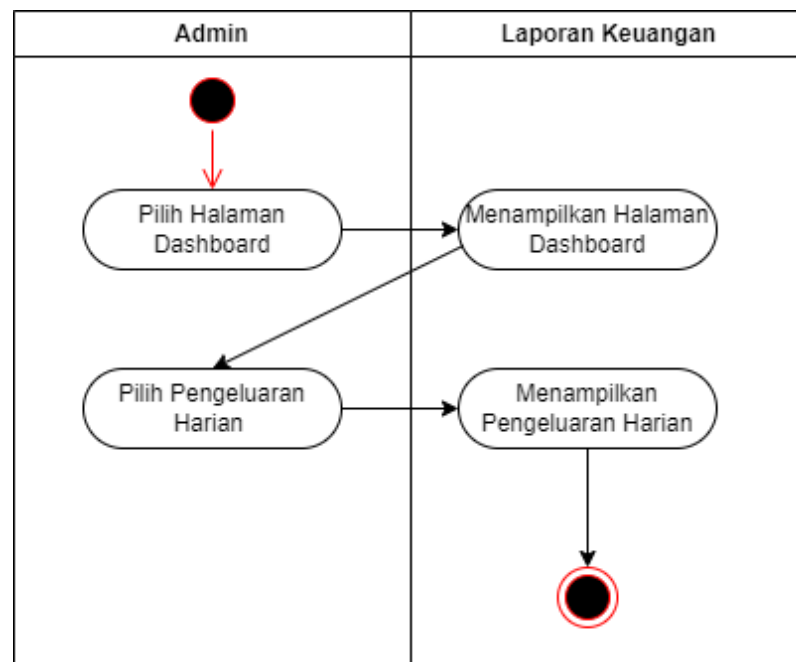 Admin
Laporan Keuangan
Pilih Halaman
Dashboard
Menampilkan Halaman
Dashboard
Pilih Pengeluaran
Harian
Menampilkan
Pengeluaran Harian